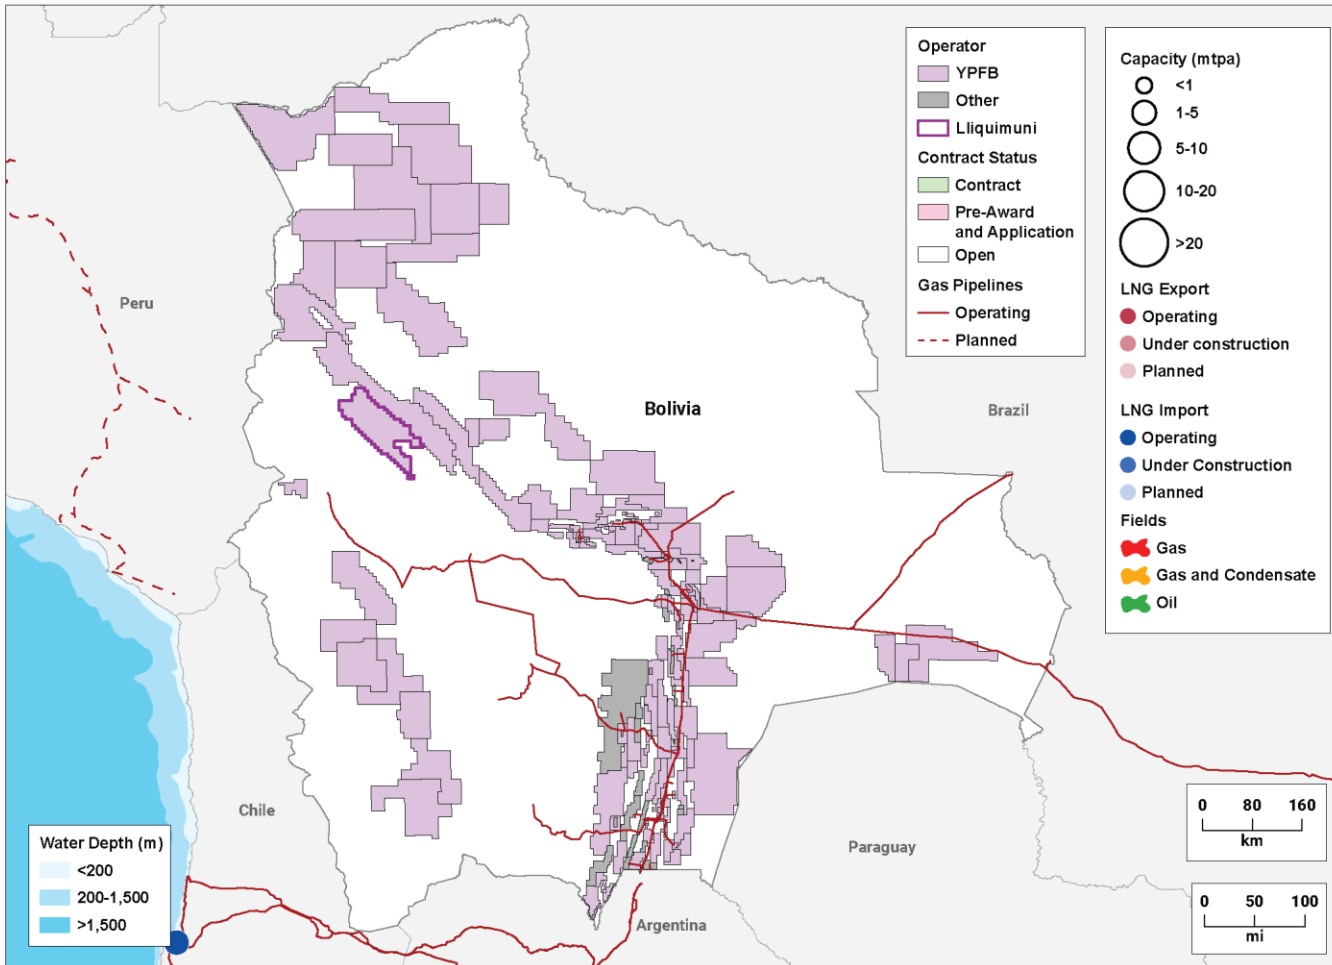 Operator
YPFB
Other
Lliquimuni
Contract Status
Contract
Pre-Award
and Application
Open
Gas Pipelines
Operating
Planned
Capacity (mtpa)
<1
1-5
5-10
10-20
>20
LNG Export
Operating
Under construction
Planned
LNG Import
Operating
Under Construction
Planned
Fields
Gas
Gas and Condensate
Oil
Peru
Bolivia
Brazil
Chile
Paraguay
Argentina
Water Depth (m)
<200
200-1,500
>1,500
0 80 160
km
0 50 100
mi